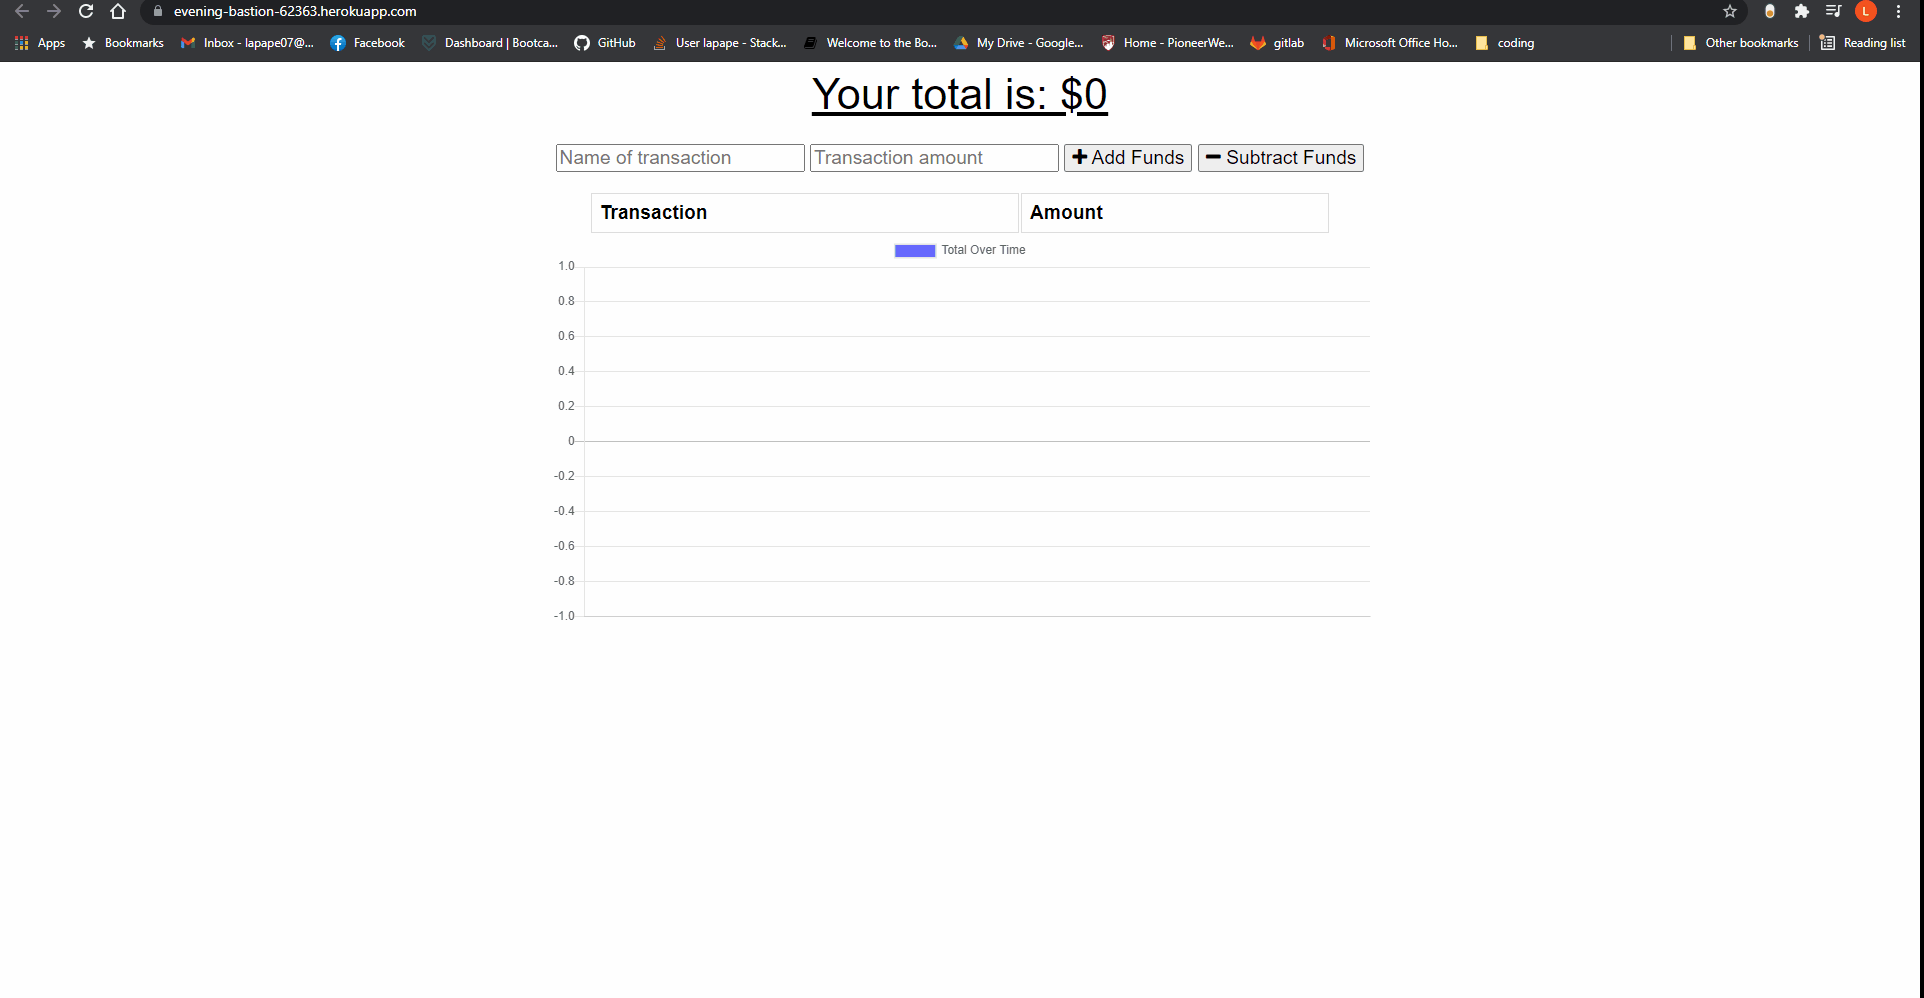 evening-bastion-62363.herokuapp.com
Apps Bookmarks Inbox - lapape07@... Facebook Dashboard | Bootca... GitHub User lapape - Stack... Welcome to the Bo... My Drive - Google... Home - PioneerWe... gitlab Microsoft Office Ho... coding Other bookmarks Reading list
L
Your total is: $0
Name of transaction Transaction amount Add Funds Subtract Funds
Transaction Amount
Total Over Time
1.0
0.8
0.6
0.4
0.2
0
-0.2
-0.4
-0.6
-0.8
-1.0